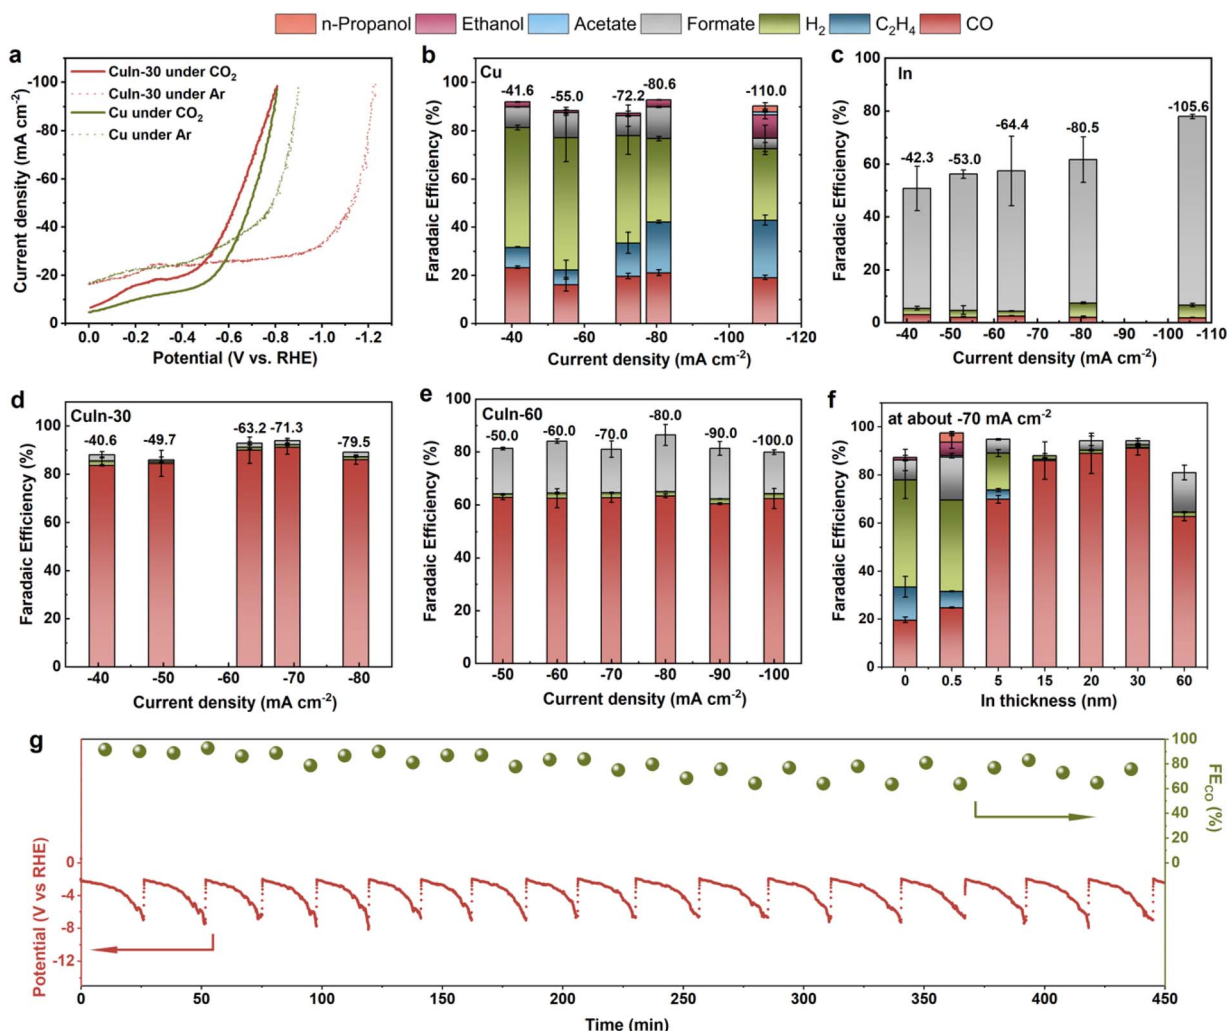 n-Propanol Ethanol Acetate Formate H₂ C₂H₄ CO
a
CuIn-30 under CO₂
CuIn-30 under Ar
Cu under CO₂
Cu under Ar
Current density (mA cm⁻²)
-100
-80
-60
-40
-20
0
0.0 -0.2 -0.4 -0.6 -0.8 -1.0 -1.2
Potential (V vs. RHE)
b
Cu
Faradaic Efficiency (%)
100
80
60
40
20
0
-41.6 -55.0 -72.2 -80.6 -110.0
-40 -60 -80 -100 -120
Current density (mA cm⁻²)
c
In
Faradaic Efficiency (%)
100
80
60
40
20
0
-42.3 -53.0 -64.4 -80.5 -105.6
-40 -50 -60 -70 -80 -90 -100 -110
Current density (mA cm⁻²)
d
CuIn-30
Faradaic Efficiency (%)
100
80
60
40
20
0
-40.6 -49.7 -63.2 -71.3 -79.5
-40 -50 -60 -70 -80
Current density (mA cm⁻²)
e
CuIn-60
Faradaic Efficiency (%)
100
80
60
40
20
0
-50.0 -60.0 -70.0 -80.0 -90.0 -100.0
-50 -60 -70 -80 -90 -100
Current density (mA cm⁻²)
f
at about -70 mA cm⁻²
Faradaic Efficiency (%)
100
80
60
40
20
0
0 0.5 5 15 20 30 60
In thickness (nm)
g
Potential (V vs RHE)
0
-4
-8
-12
100
80
60
40
20
0
FE_CO (%)
0 50 100 150 200 250 300 350 400 450
Time (min)